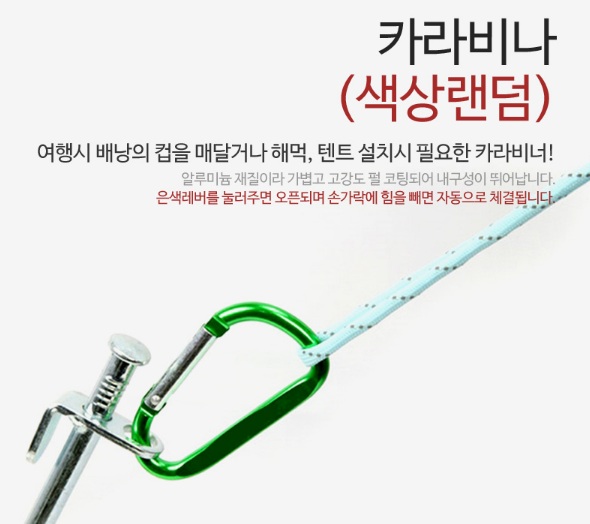 카라비나
(색상랜덤)
여행시 배낭의 컵을 매달거나 해먹, 텐트 설치시 필요한 카라비너!
알루미늄 재질이라 가볍고 고강도 펄 코팅되어 내구성이 뛰어납니다.
은색레버를 눌러주면 오픈되며 손가락에 힘을 빼면 자동으로 체결됩니다.